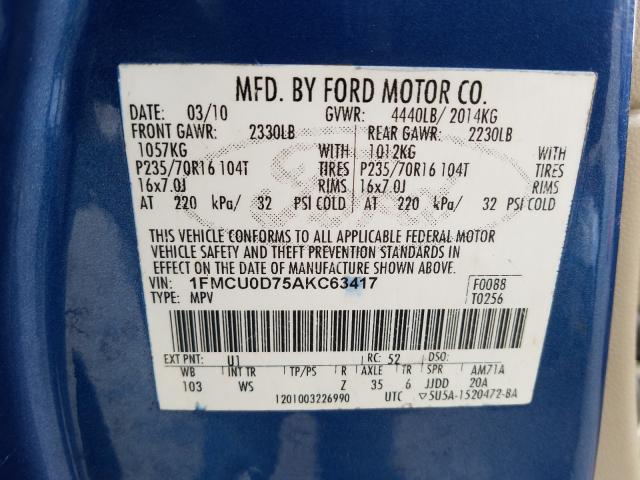 MFD. BY FORD MOTOR CO.
DATE: 03/10 GVWR: 4440LB/ 2014KG
FRONT GAWR: 2330LB REAR GAWR: 2230LB
1057KG WITH 1012KG WITH
P235/70R16 104T TIRES P235/70R16 104T TIRES
16x7.0J RIMS 16x7.0J RIMS
AT 220 kPa/ 32 PSI COLD AT 220 kPa/ 32 PSI COLD
THIS VEHICLE CONFORMS TO ALL APPLICABLE FEDERAL MOTOR
VEHICLE SAFETY AND THEFT PREVENTION STANDARDS IN
EFFECT ON THE DATE OF MANUFACTURE SHOWN ABOVE.
VIN: 1FMCU0D75AKC63417 F0088
TYPE: MPV T0256
EXT PNT: U1 RC: 52 DSO:
WB INT TR TP/PS R AXLE TR SPR AM71A
103 WS Z 35 6 JJDD 20A
1201003226990 UTC ▽5U5A-1520472-BA